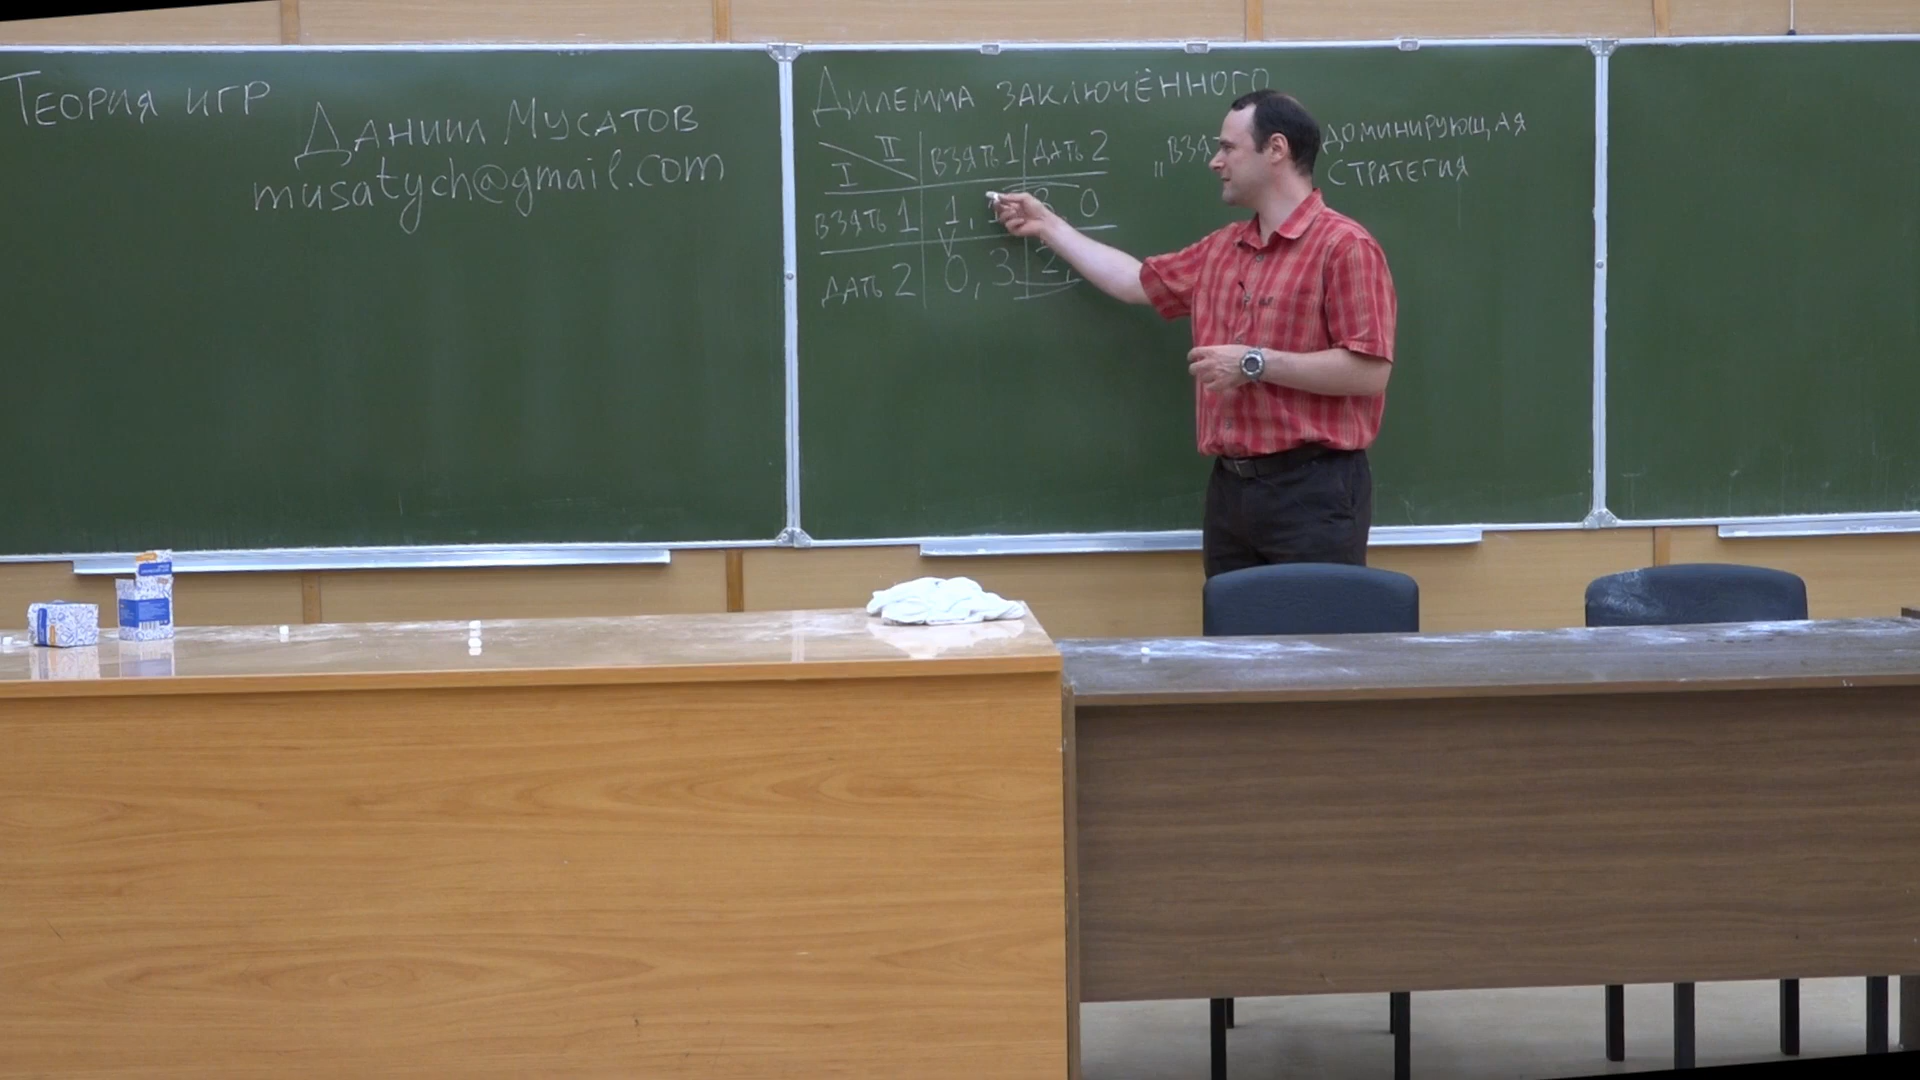 Теория игр
Даниил Мусатов
musatych@gmail.com
Дилемма заключённого
II
I
взять 1
дать 2
взять 1
1, 1
3, 0
дать 2
0, 3
2,
доминирующая
стратегия